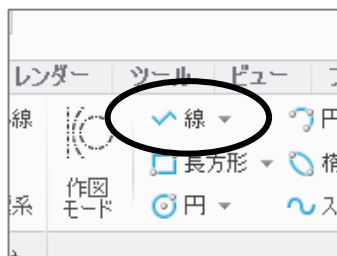 レンダー ツール ビュー
線 線 円
長方形
作図
モード 円
系